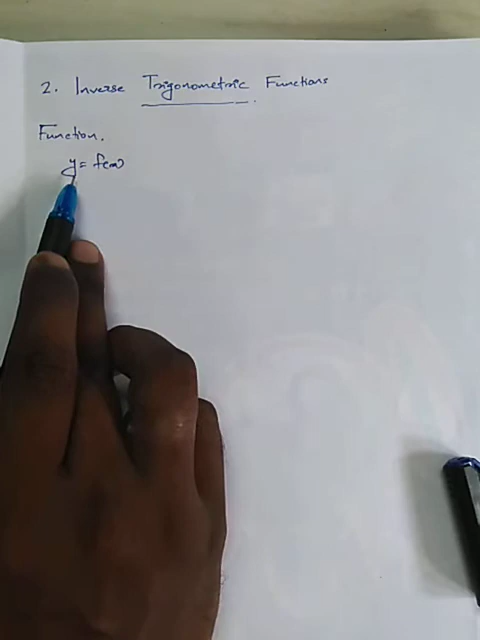 2. Inverse Trigonometric Functions
Function.
y = f(x)